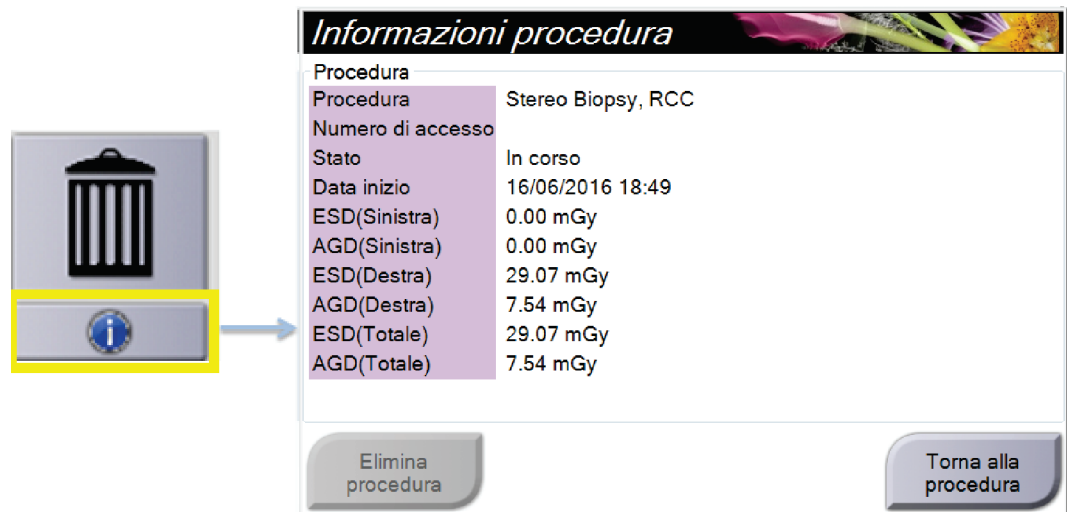 Informazioni procedura
Procedura
Procedura Stereo Biopsy, RCC
Numero di accesso
Stato In corso
Data inizio 16/06/2016 18:49
ESD(Sinistra) 0.00 mGy
AGD(Sinistra) 0.00 mGy
ESD(Destra) 29.07 mGy
AGD(Destra) 7.54 mGy
ESD(Totale) 29.07 mGy
AGD(Totale) 7.54 mGy
Elimina
procedura
Torna alla
procedura